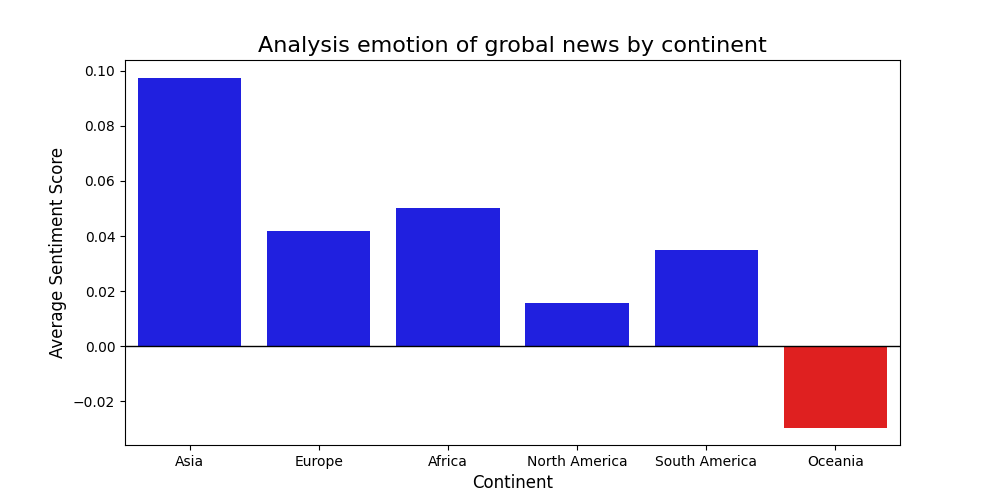 Analysis emotion of grobal news by continent
Average Sentiment Score
0.10
0.08
0.06
0.04
0.02
0.00
−0.02
Asia
Europe
Africa
North America
South America
Oceania
Continent